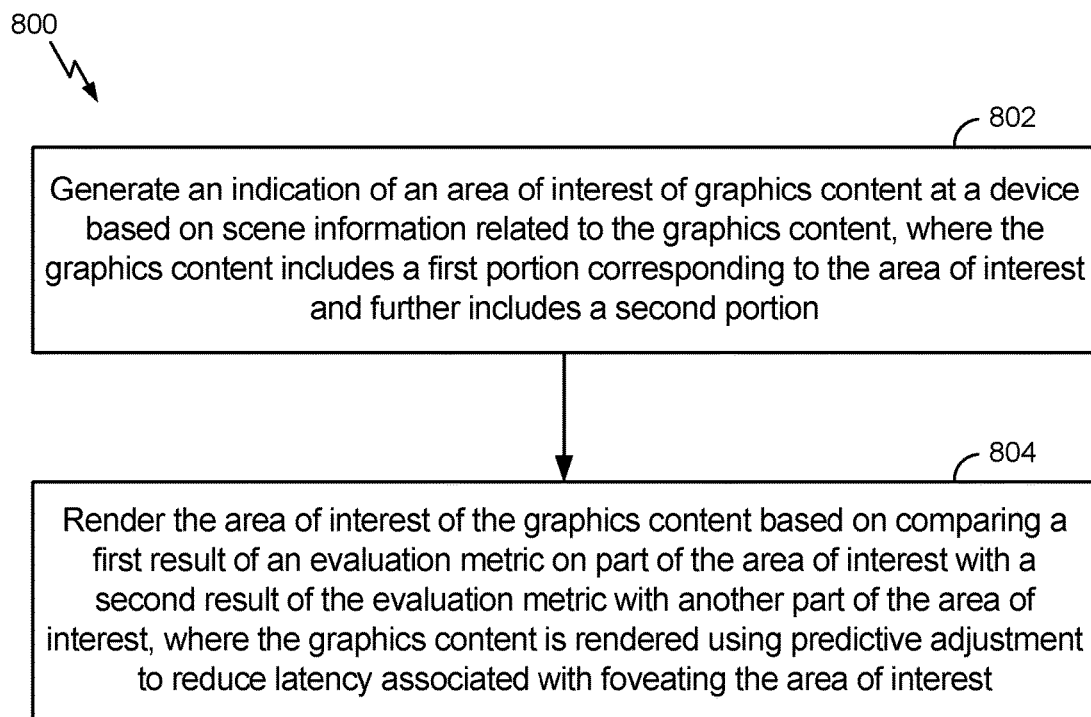 800
802
Generate an indication of an area of interest of graphics content at a device
based on scene information related to the graphics content, where the
graphics content includes a first portion corresponding to the area of interest
and further includes a second portion
804
Render the area of interest of the graphics content based on comparing a
first result of an evaluation metric on part of the area of interest with a
second result of the evaluation metric with another part of the area of
interest, where the graphics content is rendered using predictive adjustment
to reduce latency associated with foveating the area of interest